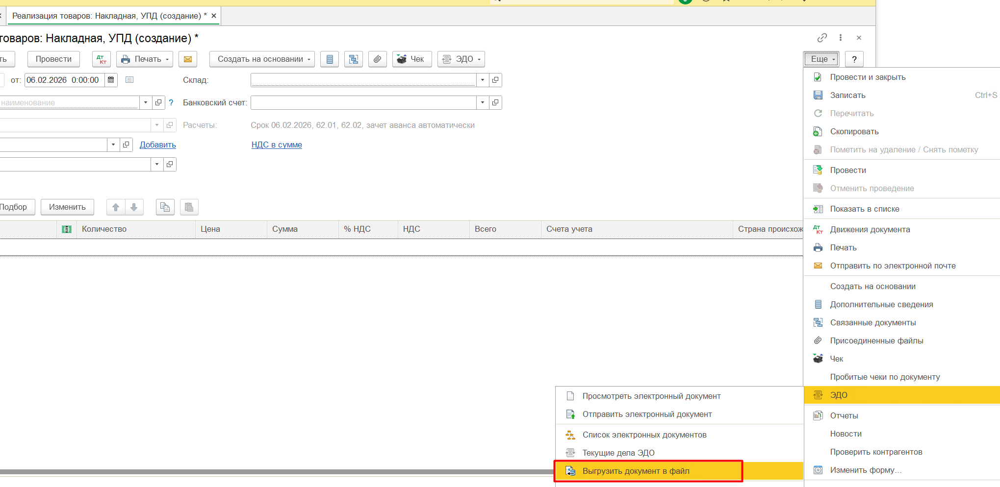 Реализация товаров: Накладная, УПД (создание) *
товаров: Накладная, УПД (создание) *
ть
Провести
Дт Кт
Печать
Создать на основании
Чек
ЭДО
Еще
?
от:
06.02.2026 0:00:00
Склад:
наименование
?
Банковский счет:
Расчеты:
Срок 06.02.2026, 62.01, 62.02, зачет аванса автоматически
Добавить
НДС в сумме
Подбор
Изменить
Количество
Цена
Сумма
% НДС
НДС
Всего
Счета учета
Страна происхож
Провести и закрыть
Записать
Ctrl+S
Перечитать
Скопировать
Пометить на удаление / Снять пометку
Провести
Отменить проведение
Показать в списке
Дт Кт
Движения документа
Печать
Отправить по электронной почте
Создать на основании
Дополнительные сведения
Связанные документы
Присоединенные файлы
Чек
Пробитые чеки по документу
ЭДО
Отчеты
Новости
Проверить контрагентов
Изменить форму...
Просмотреть электронный документ
Отправить электронный документ
Список электронных документов
Текущие дела ЭДО
Выгрузить документ в файл